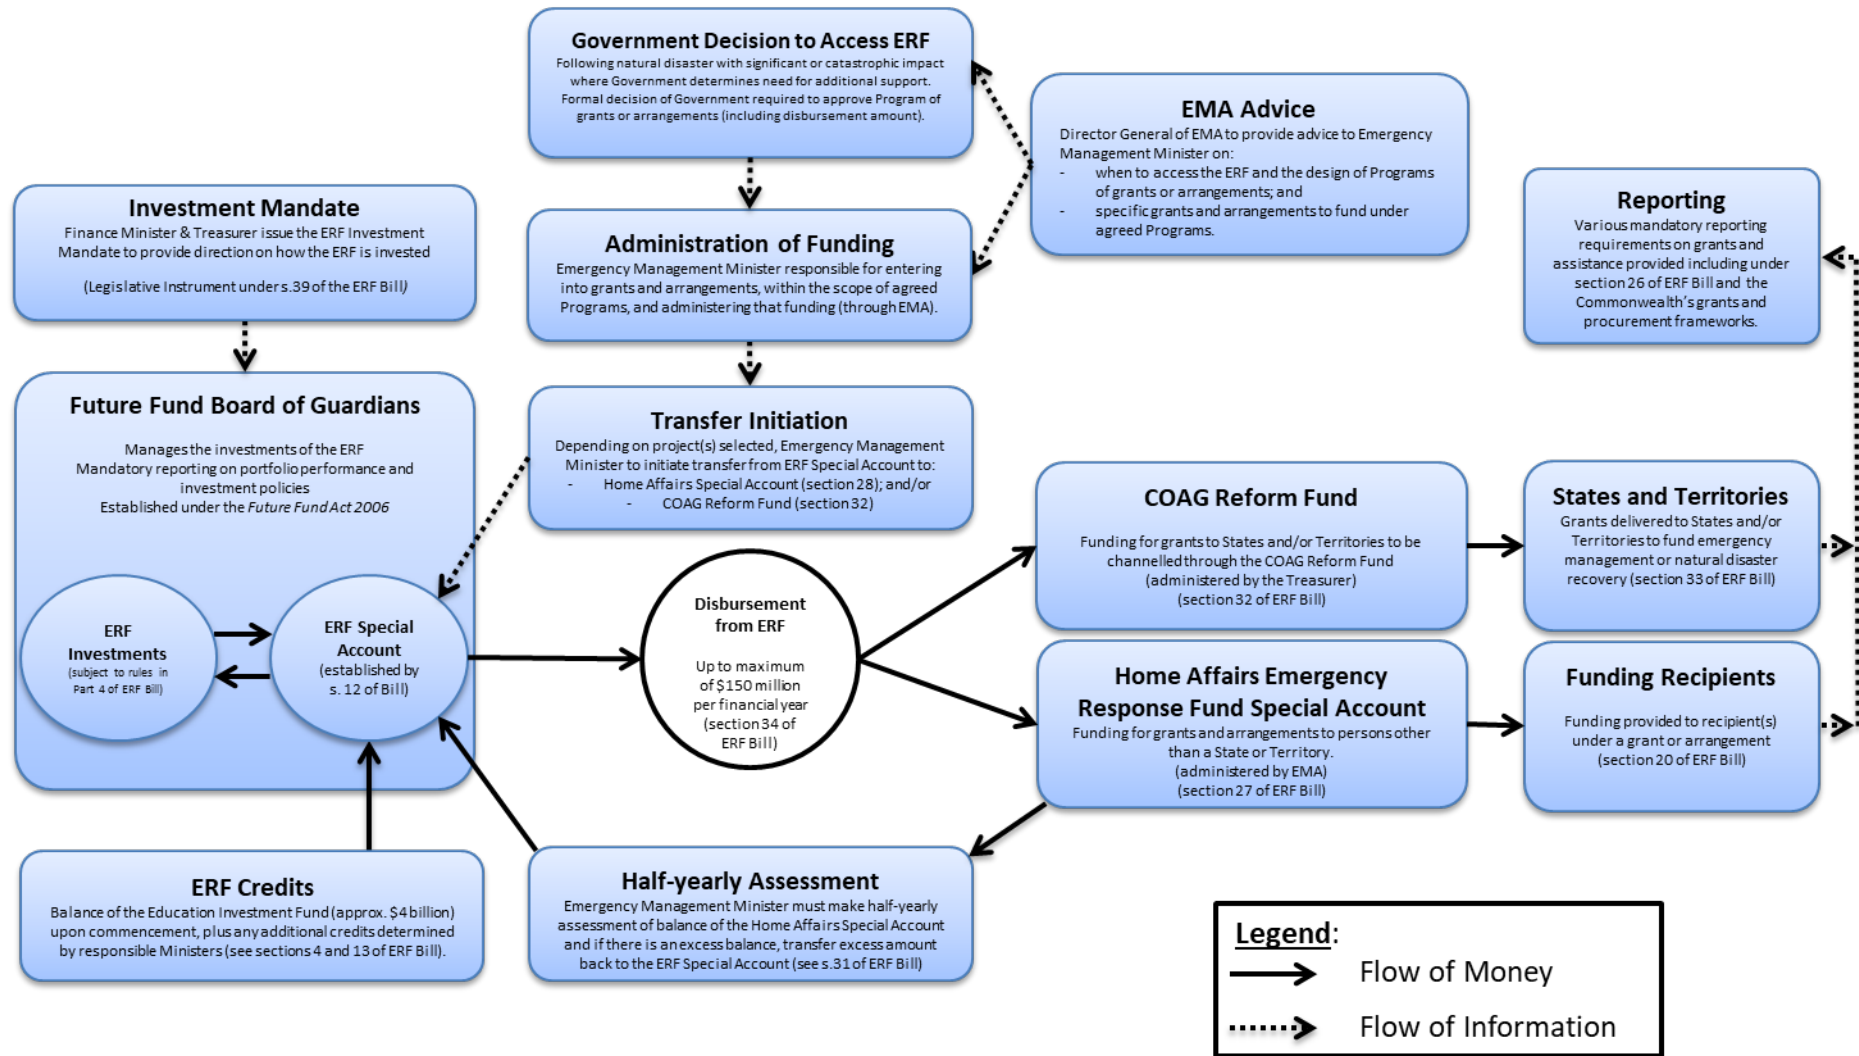 Government Decision to Access ERF
Following natural disaster with significant or catastrophic impact
where Government determines need for additional support.
Formal decision of Government required to approve Program of
grants or arrangements (including disbursement amount).
EMA Advice
Director General of EMA to provide advice to Emergency
Management Minister on:
- when to access the ERF and the design of Programs
of grants or arrangements; and
- specific grants and arrangements to fund under
agreed Programs.
Investment Mandate
Finance Minister & Treasurer issue the ERF Investment
Mandate to provide direction on how the ERF is invested
(Legislative Instrument under s.39 of the ERF Bill)
Administration of Funding
Emergency Management Minister responsible for entering
into grants and arrangements, within the scope of agreed
Programs, and administering that funding (through EMA).
Reporting
Various mandatory reporting
requirements on grants and
assistance provided including under
section 26 of ERF Bill and the
Commonwealth's grants and
procurement frameworks.
Future Fund Board of Guardians
Manages the investments of the ERF
Mandatory reporting on portfolio performance and
investment policies
Established under the Future Fund Act 2006
Transfer Initiation
Depending on project(s) selected, Emergency Management
Minister to initiate transfer from ERF Special Account to:
- Home Affairs Special Account (section 28); and/or
- COAG Reform Fund (section 32)
ERF
Investments
(subject to rules in
Part 4 of ERF Bill)
ERF Special
Account
(established by
s. 12 of Bill)
Disbursement
from ERF
Up to maximum
of $150 million
per financial year
(section 34 of
ERF Bill)
COAG Reform Fund
Funding for grants to States and/or Territories to be
channelled through the COAG Reform Fund
(administered by the Treasurer)
(section 32 of ERF Bill)
States and Territories
Grants delivered to States and/or
Territories to fund emergency
management or natural disaster
recovery (section 33 of ERF Bill)
Home Affairs Emergency
Response Fund Special Account
Funding for grants and arrangements to persons other
than a State or Territory.
(administered by EMA)
(section 27 of ERF Bill)
Funding Recipients
Funding provided to recipient(s)
under a grant or arrangement
(section 20 of ERF Bill)
ERF Credits
Balance of the Education Investment Fund (approx. $4 billion)
upon commencement, plus any additional credits determined
by responsible Ministers (see sections 4 and 13 of ERF Bill).
Half-yearly Assessment
Emergency Management Minister must make half-yearly
assessment of balance of the Home Affairs Special Account
and if there is an excess balance, transfer excess amount
back to the ERF Special Account (see s.31 of ERF Bill)
Legend:
Flow of Money
Flow of Information